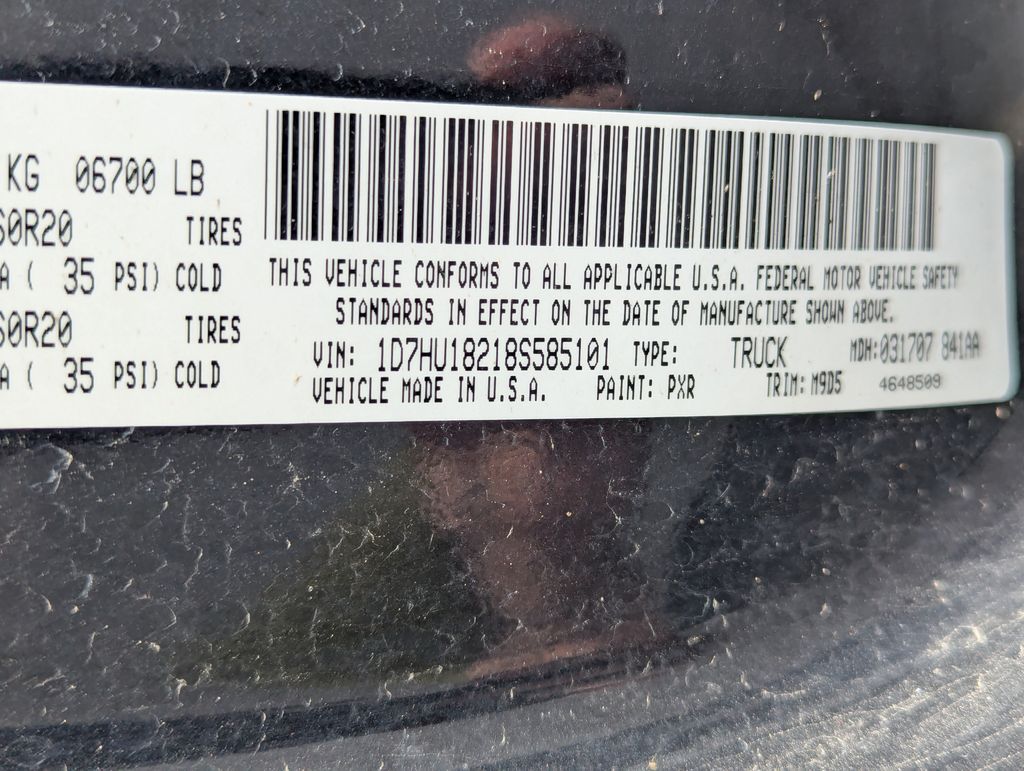 KG 06700 LB
60R20 TIRES
A ( 35 PSI) COLD
60R20 TIRES
A ( 35 PSI) COLD
THIS VEHICLE CONFORMS TO ALL APPLICABLE U.S.A. FEDERAL MOTOR VEHICLE SAFETY
STANDARDS IN EFFECT ON THE DATE OF MANUFACTURE SHOWN ABOVE.
VIN: 1D7HU18218S585101 TYPE: TRUCK MDH:031707 841AA
VEHICLE MADE IN U.S.A. PAINT: PXR TRIM: M9D5 4648509